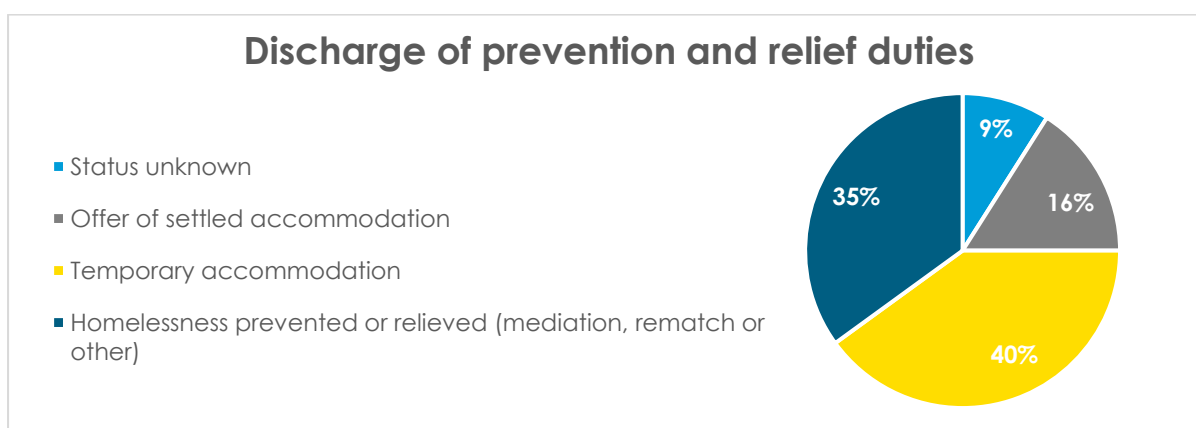 Discharge of prevention and relief duties
Status unknown
Offer of settled accommodation
Temporary accommodation
Homelessness prevented or relieved (mediation, rematch or
other)
9%
16%
40%
35%